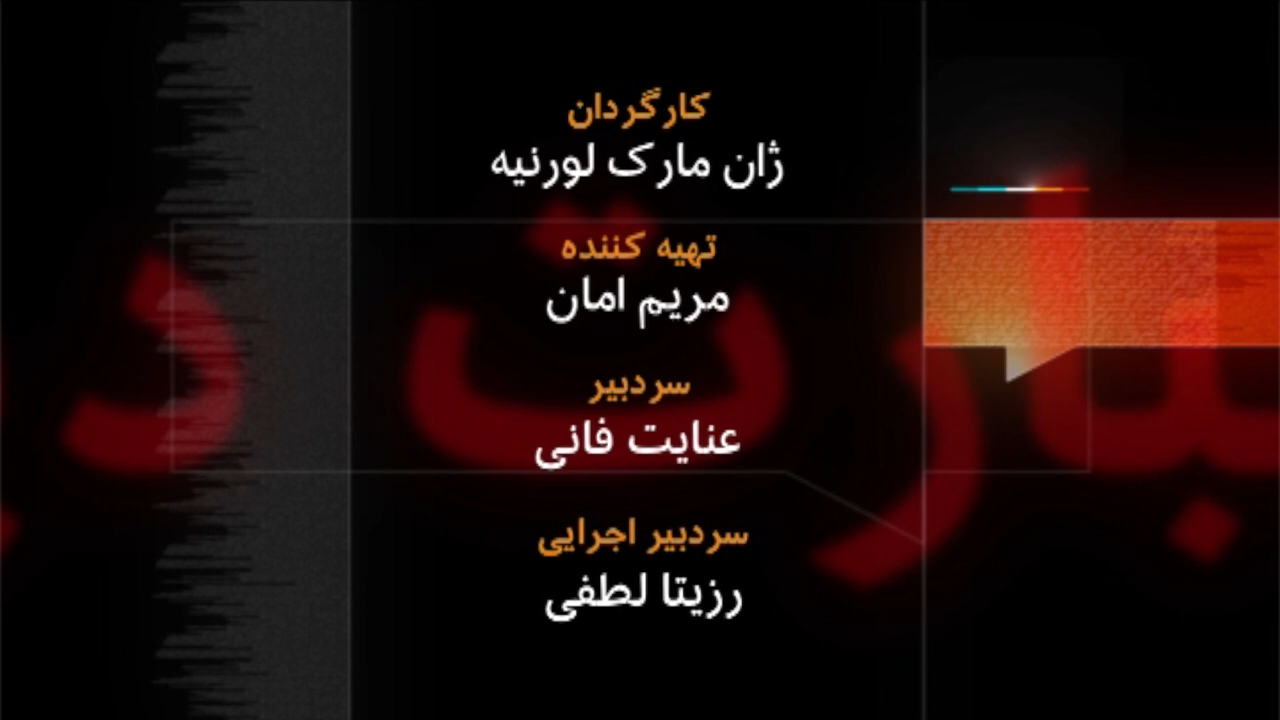 کارگردان
ژان مارک لورنیه
تهیه کننده
مریم امان
سردبیر
عنایت فانی
سردبیر اجرایی
رزیتا لطفی